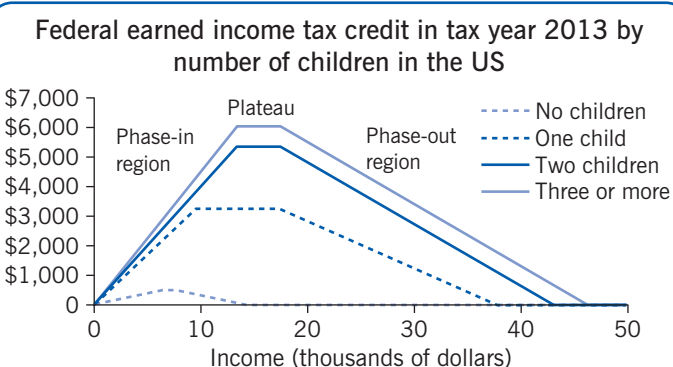 Federal earned income tax credit in tax year 2013 by
number of children in the US
$7,000
$6,000
$5,000
$4,000
$3,000
$2,000
$1,000
0
Phase-in
region
Plateau
Phase-out
region
No children
One child
Two children
Three or more
0 10 20 30 40 50
Income (thousands of dollars)